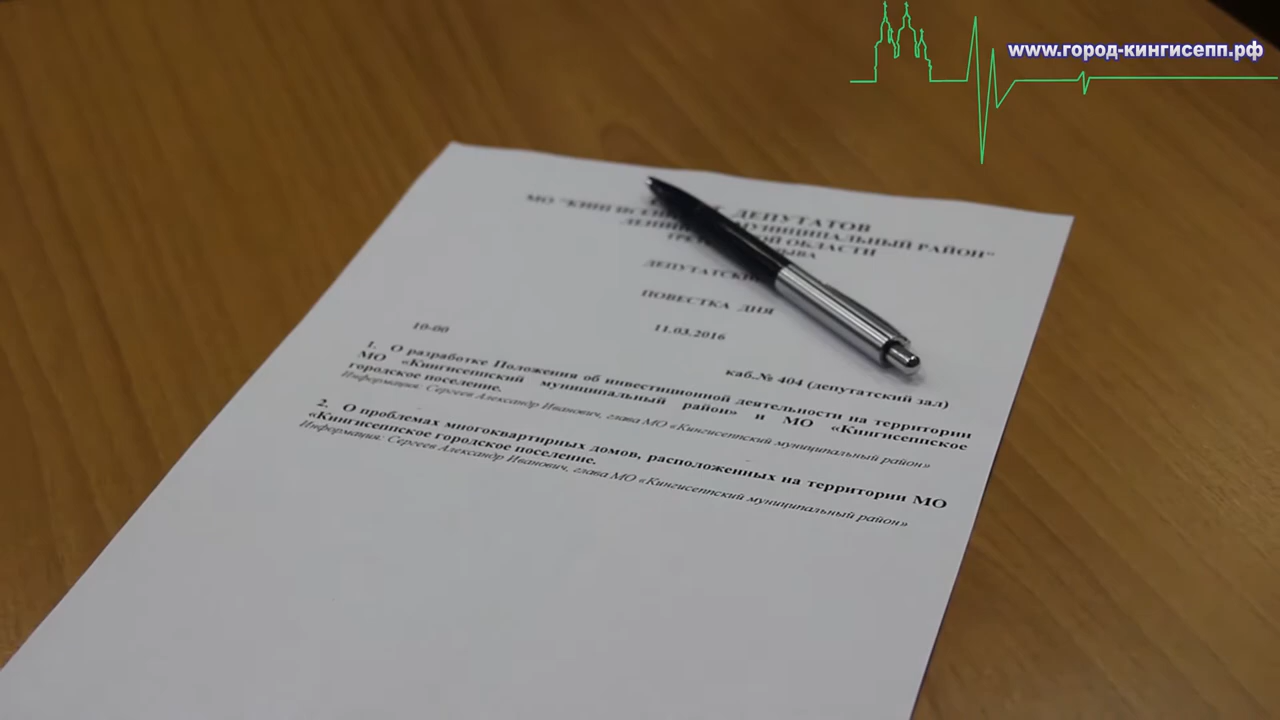 www.город-кингисепп.рф
ДЕПУТАТОВ
МО МУНИЦИПАЛЬНЫЙ РАЙОН"
ОБЛАСТИ
ПОВЕСТКА ДНЯ
10-00 11.03.2016
каб.№ 404 (депутатский зал)
1. О разработке Положения об инвестиционной деятельности на территории
МО «Кингисеппский муниципальный район» и МО «Кингисеппское
городское поселение.
Информация: Сергеев Александр Иванович, глава МО «Кингисеппский муниципальный район»
2. О проблемах многоквартирных домов, расположенных на территории МО
«Кингисеппское городское поселение.
Информация: Сергеев Александр Иванович, глава МО «Кингисеппский муниципальный район»